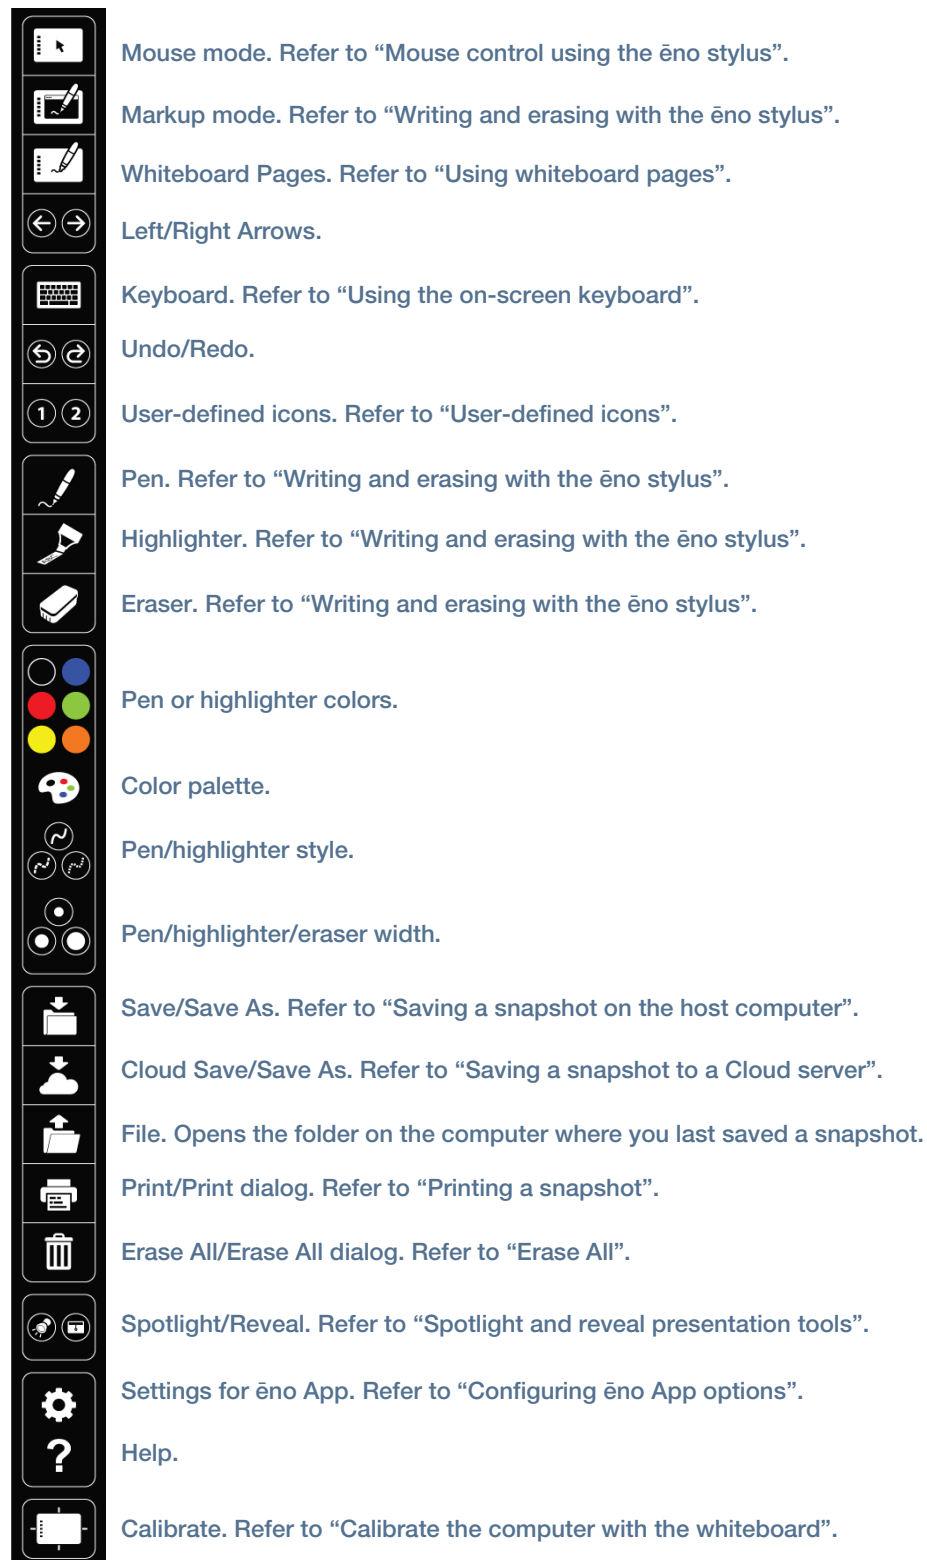 Mouse mode. Refer to “Mouse control using the ēno stylus”.
Markup mode. Refer to “Writing and erasing with the ēno stylus”.
Whiteboard Pages. Refer to “Using whiteboard pages”.
Left/Right Arrows.
Keyboard. Refer to “Using the on-screen keyboard”.
Undo/Redo.
1 2 User-defined icons. Refer to “User-defined icons”.
Pen. Refer to “Writing and erasing with the ēno stylus”.
Highlighter. Refer to “Writing and erasing with the ēno stylus”.
Eraser. Refer to “Writing and erasing with the ēno stylus”.
Pen or highlighter colors.
Color palette.
Pen/highlighter style.
Pen/highlighter/eraser width.
Save/Save As. Refer to “Saving a snapshot on the host computer”.
Cloud Save/Save As. Refer to “Saving a snapshot to a Cloud server”.
File. Opens the folder on the computer where you last saved a snapshot.
Print/Print dialog. Refer to “Printing a snapshot”.
Erase All/Erase All dialog. Refer to “Erase All”.
Spotlight/Reveal. Refer to “Spotlight and reveal presentation tools”.
Settings for ēno App. Refer to “Configuring ēno App options”.
? Help.
Calibrate. Refer to “Calibrate the computer with the whiteboard”.